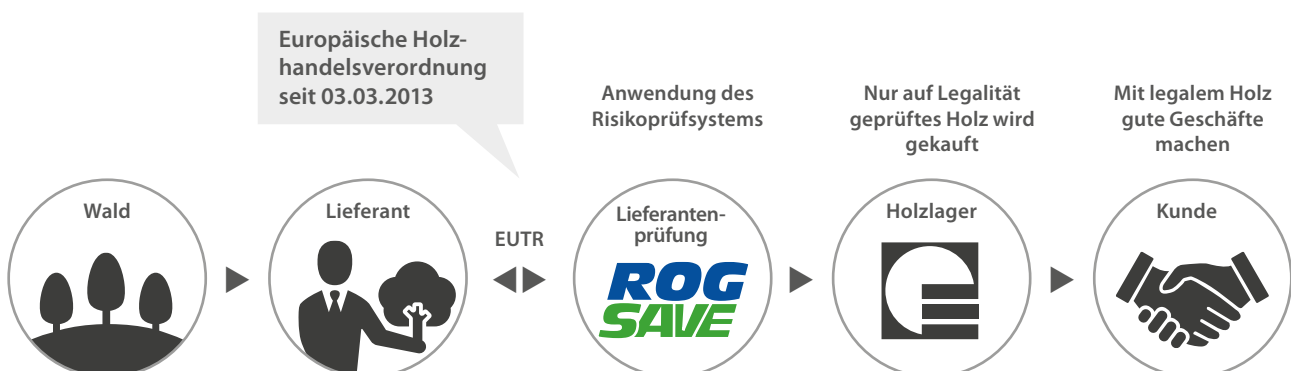 Europäische Holz-
handelsverordnung
seit 03.03.2013
Anwendung des
Risikoprüfsystems
Nur auf Legalität
geprüftes Holz wird
gekauft
Mit legalem Holz
gute Geschäfte
machen
Wald
Lieferant
EUTR
Lieferanten-
prüfung
ROG
SAVE
Holzlager
Kunde